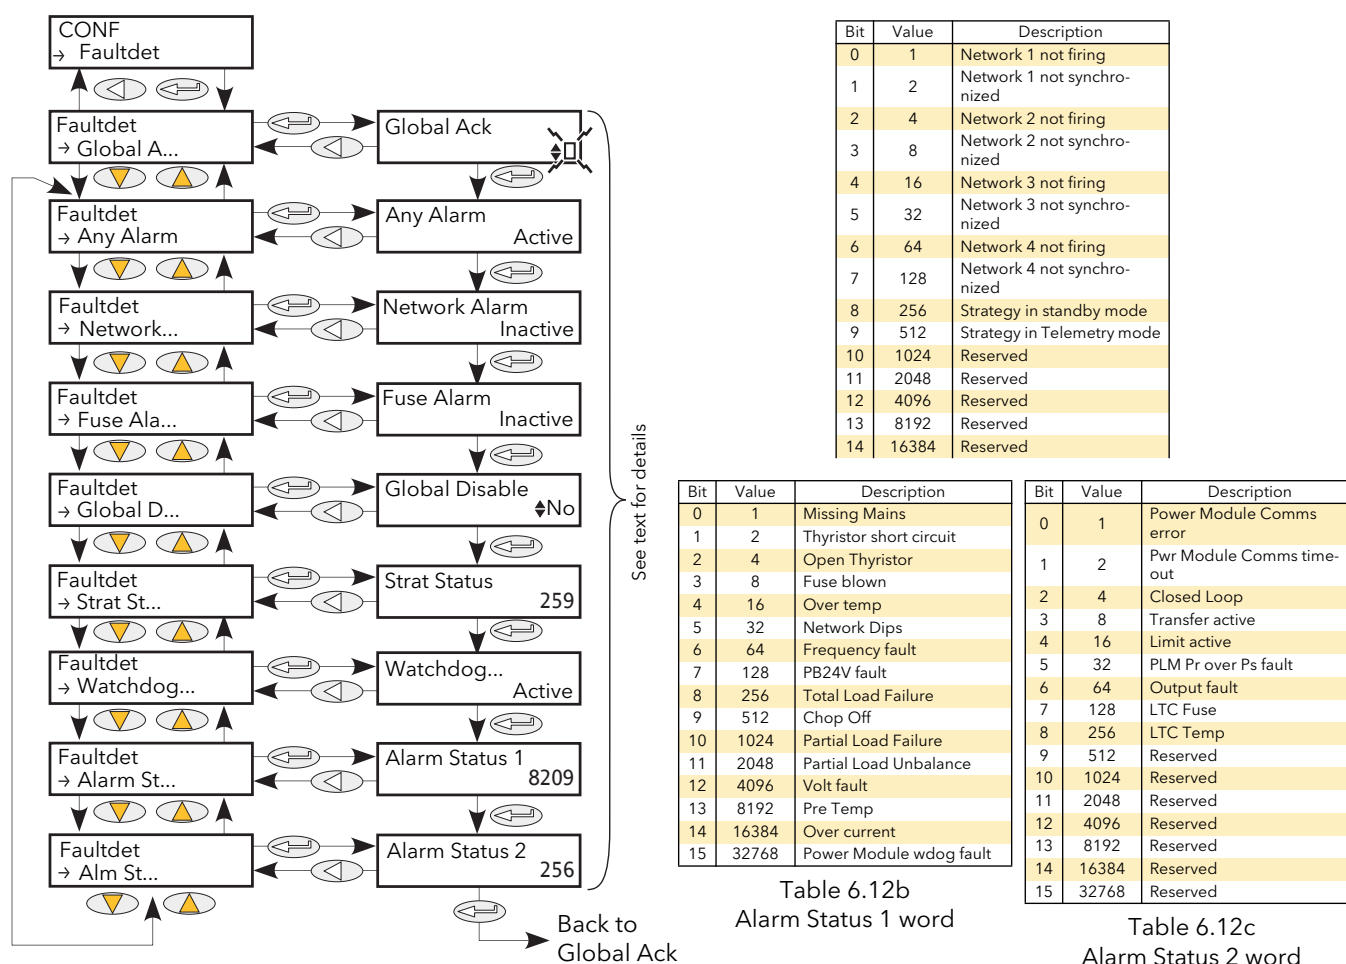 CONF
→ Faultdet
Faultdet
→ Global A...
Global Ack
Faultdet
→ Any Alarm
Any Alarm
Active
Faultdet
→ Network...
Network Alarm
Inactive
Faultdet
→ Fuse Ala...
Fuse Alarm
Inactive
Faultdet
→ Global D...
Global Disable
No
Faultdet
→ Strat St...
Strat Status
259
Faultdet
→ Watchdog...
Watchdog...
Active
Faultdet
→ Alarm St...
Alarm Status 1
8209
Faultdet
→ Alm St...
Alarm Status 2
256
Back to
Global Ack
See text for details
Bit Value Description
0 1 Network 1 not firing
1 2 Network 1 not synchro-
nized
2 4 Network 2 not firing
3 8 Network 2 not synchro-
nized
4 16 Network 3 not firing
5 32 Network 3 not synchro-
nized
6 64 Network 4 not firing
7 128 Network 4 not synchro-
nized
8 256 Strategy in standby mode
9 512 Strategy in Telemetry mode
10 1024 Reserved
11 2048 Reserved
12 4096 Reserved
13 8192 Reserved
14 16384 Reserved
Bit Value Description
0 1 Missing Mains
1 2 Thyristor short circuit
2 4 Open Thyristor
3 8 Fuse blown
4 16 Over temp
5 32 Network Dips
6 64 Frequency fault
7 128 PB24V fault
8 256 Total Load Failure
9 512 Chop Off
10 1024 Partial Load Failure
11 2048 Partial Load Unbalance
12 4096 Volt fault
13 8192 Pre Temp
14 16384 Over current
15 32768 Power Module wdog fault
Table 6.12b
Alarm Status 1 word
Bit Value Description
0 1 Power Module Comms
error
1 2 Pwr Module Comms time-
out
2 4 Closed Loop
3 8 Transfer active
4 16 Limit active
5 32 PLM Pr over Ps fault
6 64 Output fault
7 128 LTC Fuse
8 256 LTC Temp
9 512 Reserved
10 1024 Reserved
11 2048 Reserved
12 4096 Reserved
13 8192 Reserved
14 16384 Reserved
15 32768 Reserved
Table 6.12c
Alarm Status 2 word